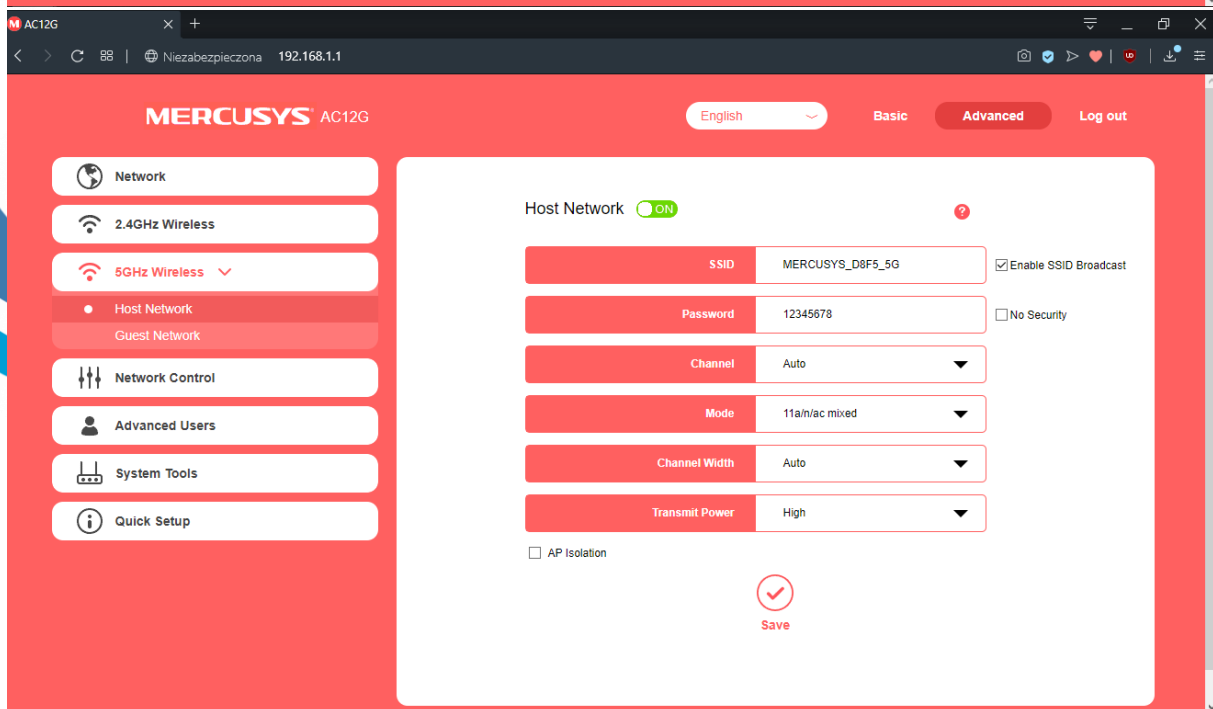 AC12G
Niezabezpieczona 192.168.1.1
MERCUSYS AC12G
English
Basic
Advanced
Log out
Network
2.4GHz Wireless
5GHz Wireless
Host Network
Guest Network
Network Control
Advanced Users
System Tools
Quick Setup
Host Network ON
SSID MERCUSYS_D8F5_5G Enable SSID Broadcast
Password 12345678 No Security
Channel Auto
Mode 11a/n/ac mixed
Channel Width Auto
Transmit Power High
AP Isolation
Save